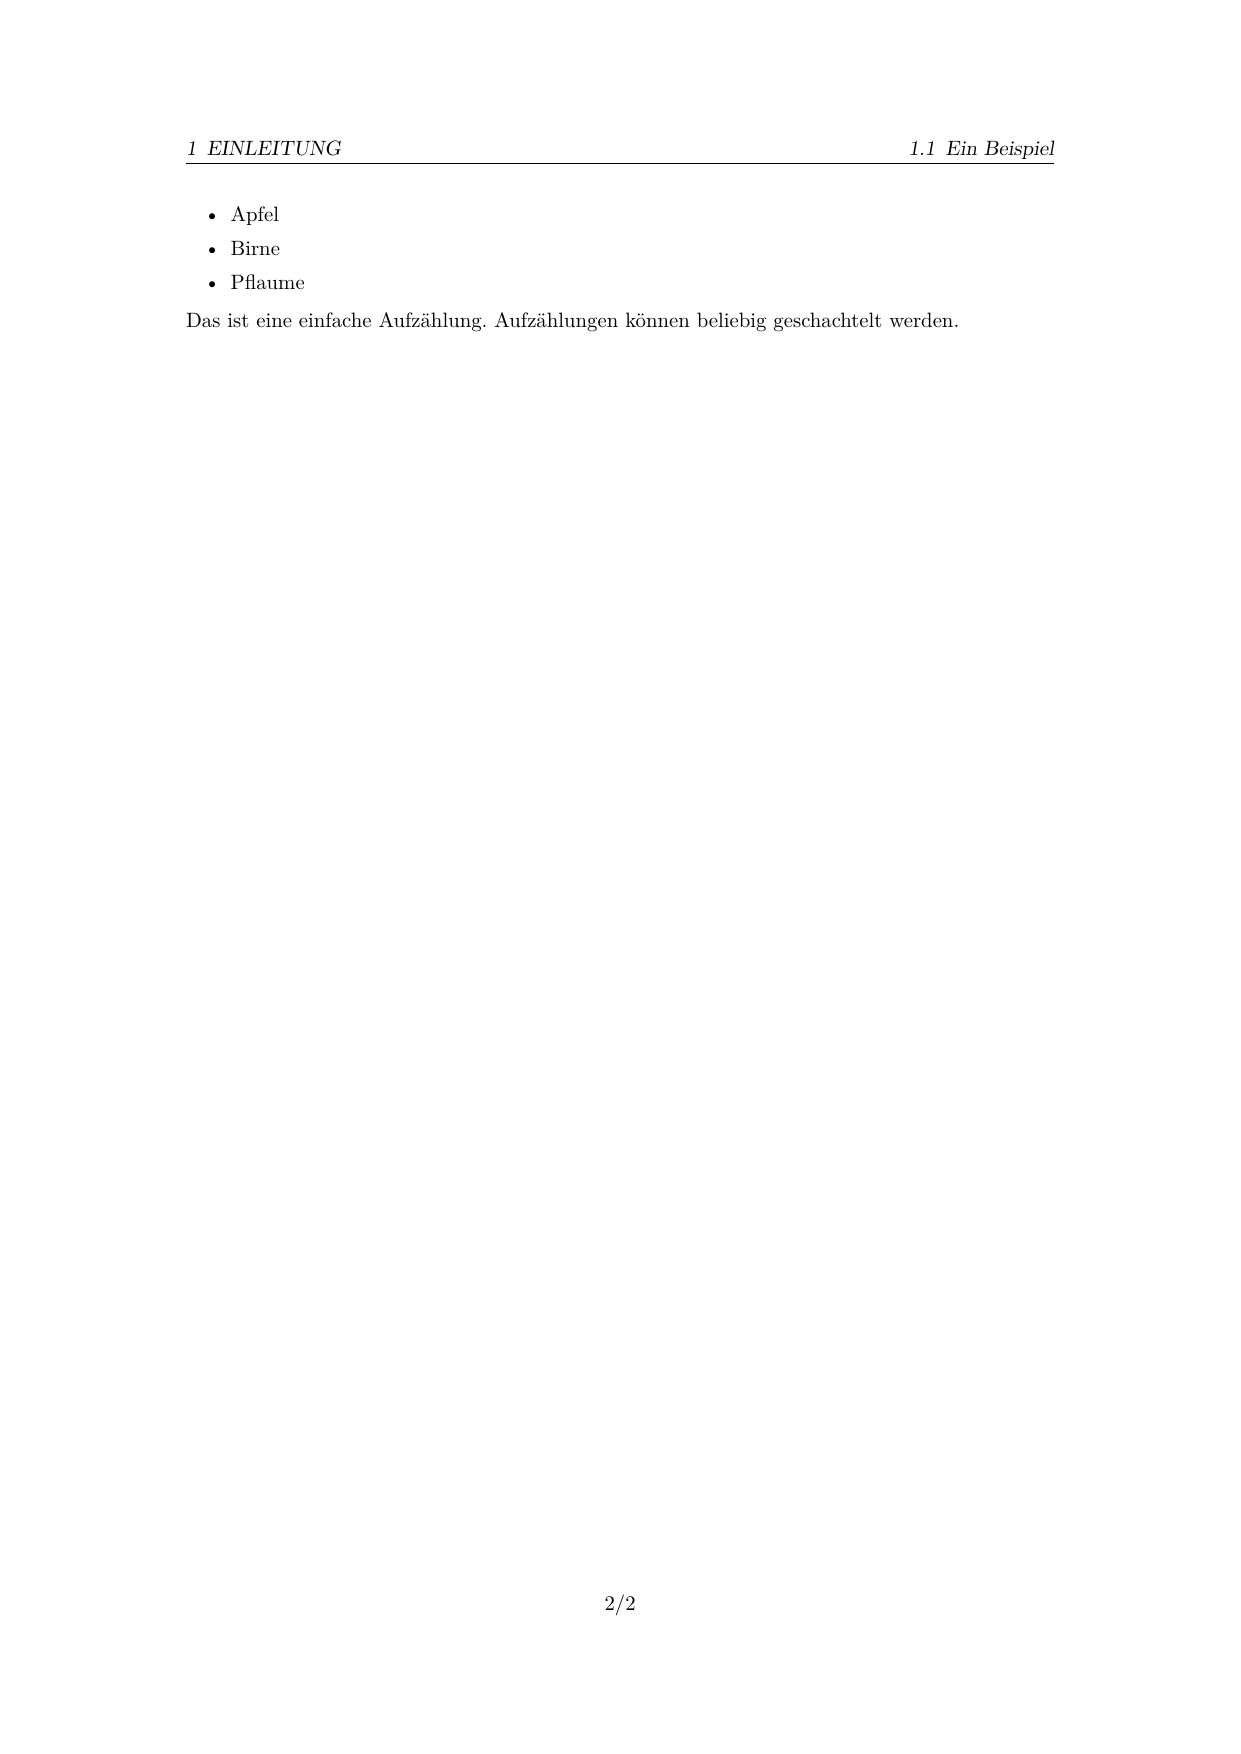 1 EINLEITUNG 1.1 Ein Beispiel
• Apfel
• Birne
• Pflaume
Das ist eine einfache Aufzählung. Aufzählungen können beliebig geschachtelt werden.
2/2